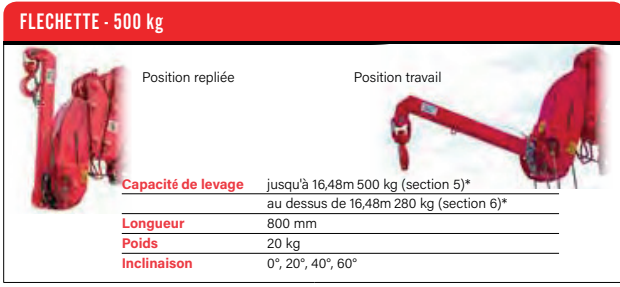 FLECHETTE - 500 kg
Position repliée
Position travail
Capacité de levage jusqu'à 16,48m 500 kg (section 5)*
au dessus de 16,48m 280 kg (section 6)*
Longueur 800 mm
Poids 20 kg
Inclinaison 0°, 20°, 40°, 60°